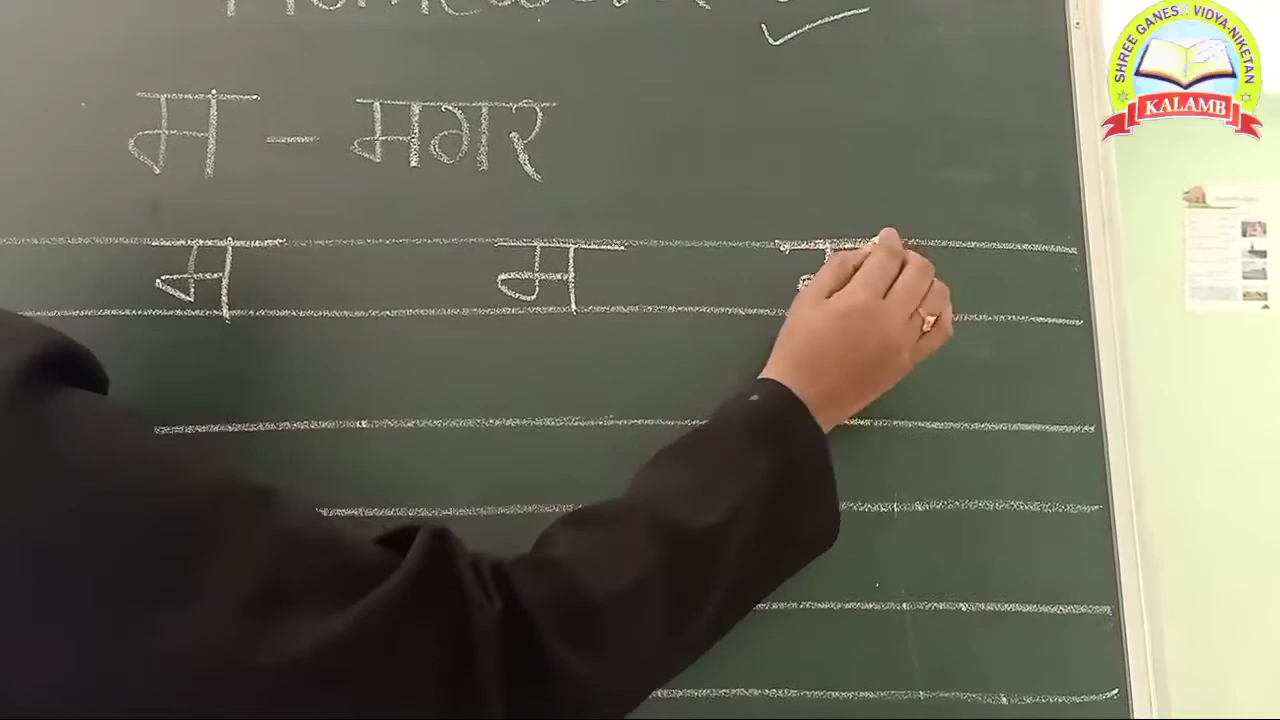 म - मगर
म म
SHREE GANESH VIDYA-NIKETAN
KALAMB